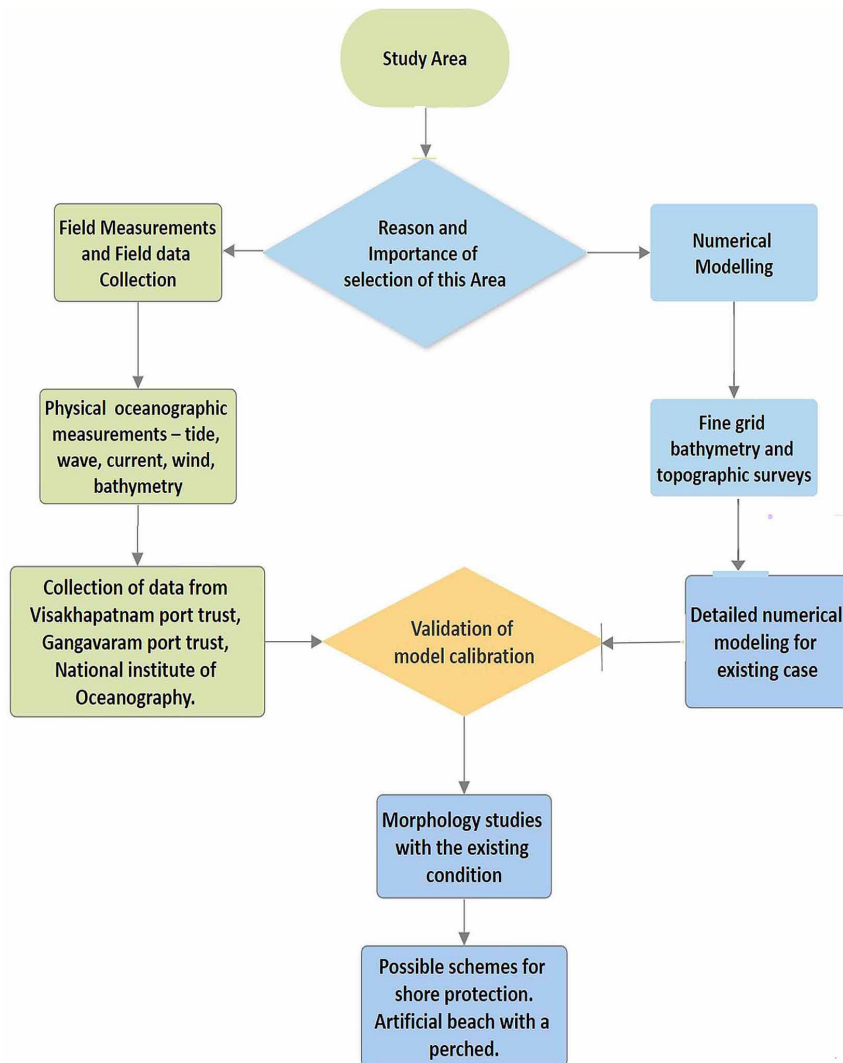 Study Area
Reason and
Importance of
selection of this Area
Field Measurements
and Field data
Collection
Numerical
Modelling
Physical oceanographic
measurements – tide,
wave, current, wind,
bathymetry
Fine grid
bathymetry and
topographic surveys
Collection of data from
Visakhapatnam port trust,
Gangavaram port trust,
National institute of
Oceanography.
Validation of
model calibration
Detailed numerical
modeling for
existing case
Morphology studies
with the existing
condition
Possible schemes for
shore protection.
Artificial beach with a
perched.